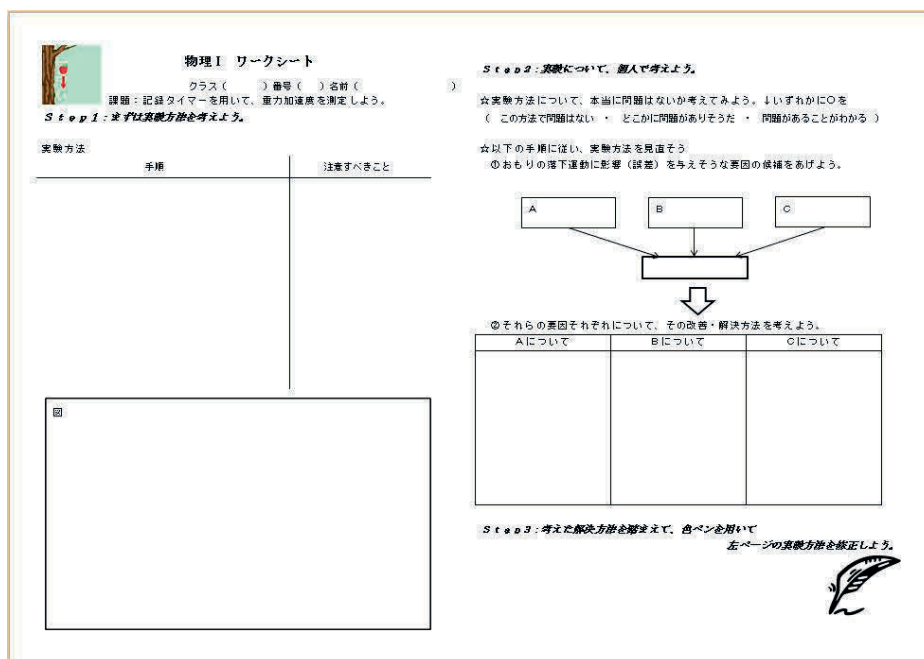 物理Ⅰ ワークシート
クラス（　　　）番号（　　）名前（　　　　　　　　）
課題：記録タイマーを用いて、重力加速度を測定しよう。
Step1：まずは実験方法を考えよう。
実験方法
手順　注意すべきこと
図
Step2：実験について、個人で考えよう。
☆実験方法について、本当に問題はないか考えてみよう。↓いずれかに○を
（　この方法で問題はない　・　どこかに問題がありそうだ　・　問題があることがわかる　）
☆以下の手順に従い、実験方法を見直そう
①おもりの落下運動に影響（誤差）を与えそうな要因の候補をあげよう。
A　B　C
②それらの要因それぞれについて、その改善・解決方法を考えよう。
Aについて　Bについて　Cについて
Step3：考えた解決方法を踏まえて、色ペンを用いて
左ページの実験方法を修正しよう。